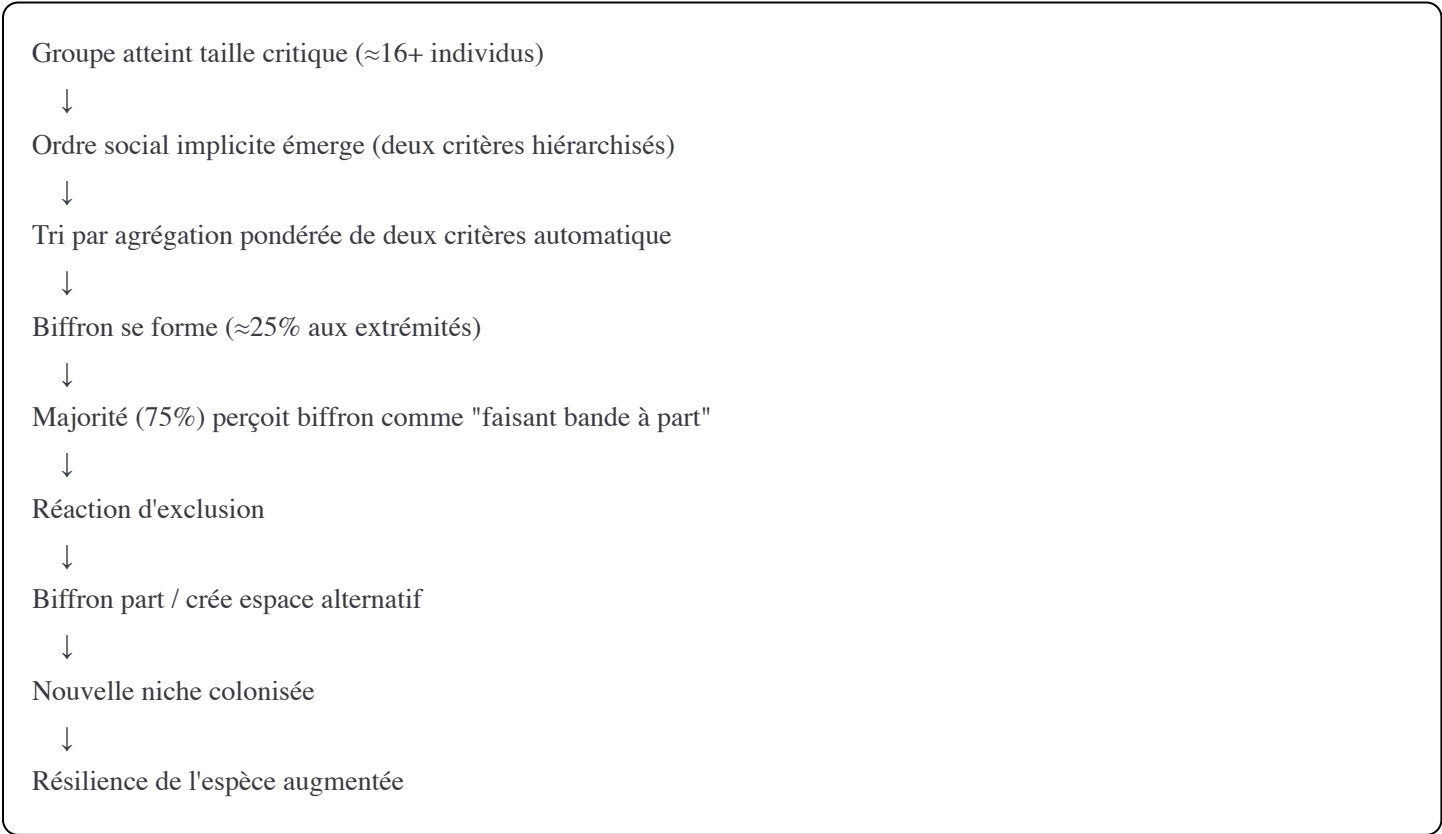 Groupe atteint taille critique (≈16+ individus)
↓
Ordre social implicite émerge (deux critères hiérarchisés)
↓
Tri par agrégation pondérée de deux critères automatique
↓
Biffron se forme (≈25% aux extrémités)
↓
Majorité (75%) perçoit biffron comme "faisant bande à part"
↓
Réaction d'exclusion
↓
Biffron part / crée espace alternatif
↓
Nouvelle niche colonisée
↓
Résilience de l'espèce augmentée